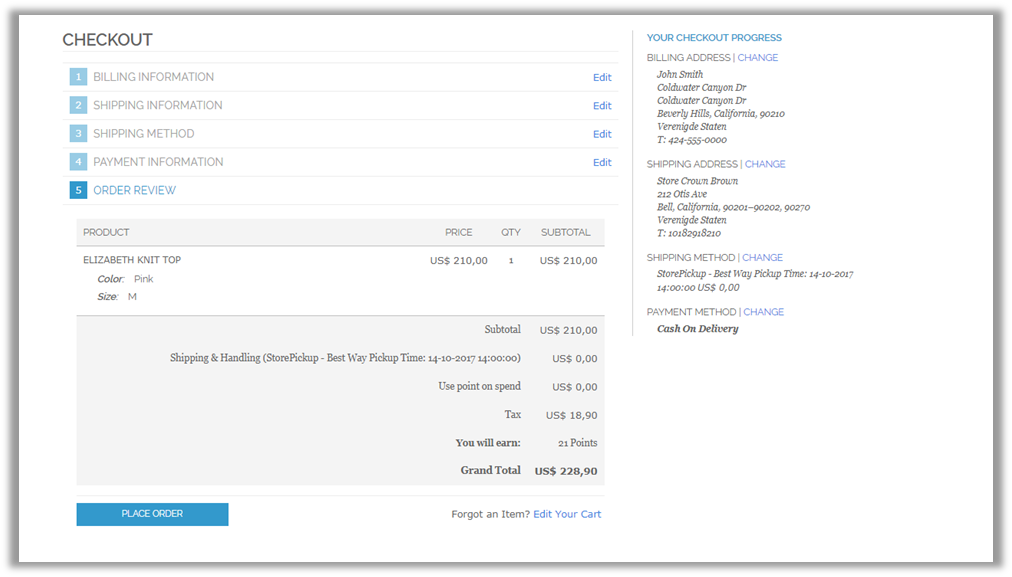 CHECKOUT
1 BILLING INFORMATION Edit
2 SHIPPING INFORMATION Edit
3 SHIPPING METHOD Edit
4 PAYMENT INFORMATION Edit
5 ORDER REVIEW
PRODUCT PRICE QTY SUBTOTAL
ELIZABETH KNIT TOP US$ 210,00 1 US$ 210,00
Color: Pink
Size: M
Subtotal US$ 210,00
Shipping & Handling (StorePickup - Best Way Pickup Time: 14-10-2017 14:00:00) US$ 0,00
Use point on spend US$ 0,00
Tax US$ 18,90
You will earn: 21 Points
Grand Total US$ 228,90
PLACE ORDER Forgot an Item? Edit Your Cart
YOUR CHECKOUT PROGRESS
BILLING ADDRESS | CHANGE
John Smith
Coldwater Canyon Dr
Coldwater Canyon Dr
Beverly Hills, California, 90210
Verenigde Staten
T: 424-555-0000
SHIPPING ADDRESS | CHANGE
Store Crown Brown
212 Otis Ave
Bell, California, 90201–90202, 90270
Verenigde Staten
T: 10182918210
SHIPPING METHOD | CHANGE
StorePickup - Best Way Pickup Time: 14-10-2017
14:00:00 US$ 0,00
PAYMENT METHOD | CHANGE
Cash On Delivery